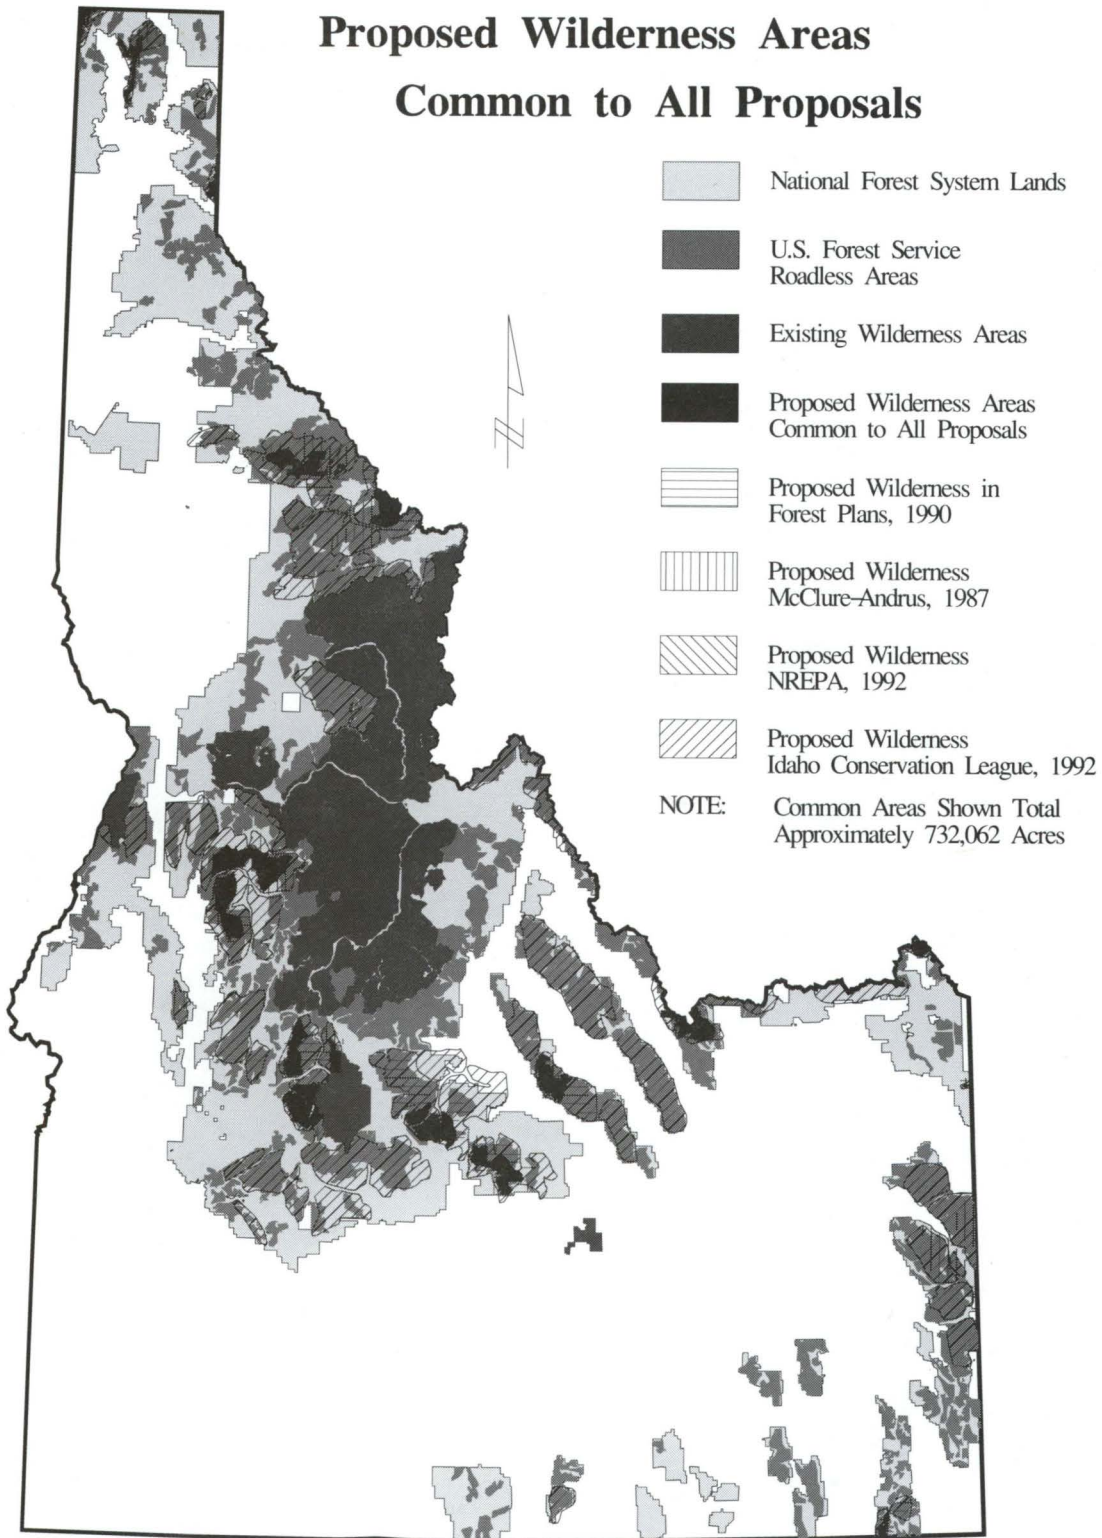 Proposed Wilderness Areas
Common to All Proposals
National Forest System Lands
U.S. Forest Service
Roadless Areas
Existing Wilderness Areas
Proposed Wilderness Areas
Common to All Proposals
Proposed Wilderness in
Forest Plans, 1990
Proposed Wilderness
McClure-Andrus, 1987
Proposed Wilderness
NREPA, 1992
Proposed Wilderness
Idaho Conservation League, 1992
NOTE: Common Areas Shown Total
Approximately 732,062 Acres
N